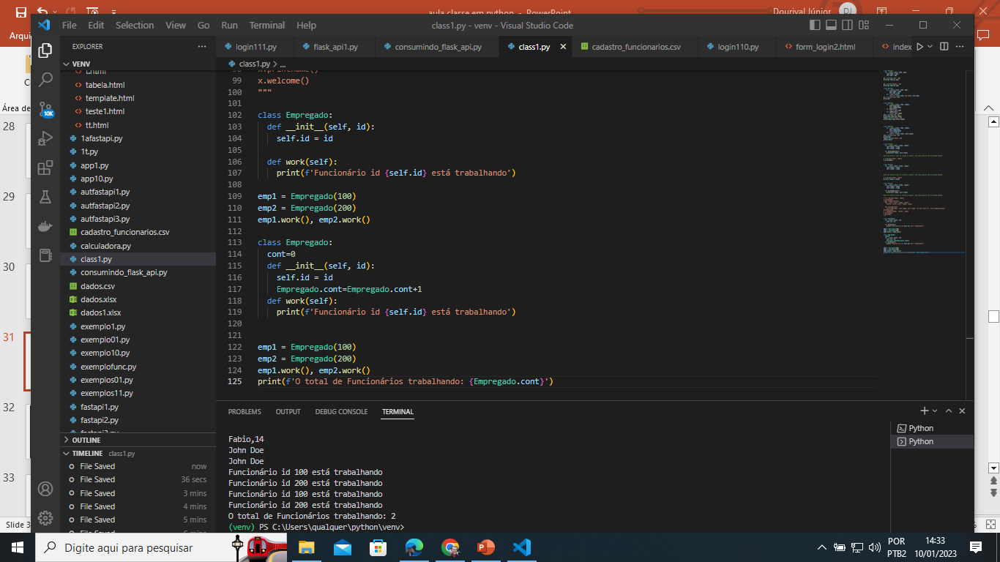 aula classe em python - PowerPoint
Dourival Júnior
DJ
Arqui
Área de
28
29
30
31
32
33
Slide 3
File Edit Selection View Go Run Terminal Help
class1.py - venv - Visual Studio Code
EXPLORER
VENV
t.html
tabela.html
template.html
teste1.html
tt.html
1afastapi.py
1t.py
app1.py
app10.py
autfastapi1.py
autfastapi2.py
autfastapi3.py
cadastro_funcionarios.csv
calculadora.py
class1.py
consumindo_flask_api.py
dados.csv
dados.xlsx
dados1.xlsx
exemplo1.py
exemplo01.py
exemplo10.py
exemplofunc.py
exemplos01.py
exemplos11.py
fastapi1.py
fastapi2.py
fastapi3.py
OUTLINE
TIMELINE class1.py
File Saved now
File Saved 36 secs
File Saved 3 mins
File Saved 4 mins
File Saved 5 mins
10K
login111.py flask_api1.py consumindo_flask_api.py class1.py cadastro_funcionarios.csv login110.py form_login2.html index
class1.py > ...
98 x.printname()
99 x.welcome()
100 """
101
102 class Empregado:
103 def __init__(self, id):
104 self.id = id
105
106 def work(self):
107 print(f'Funcionário id {self.id} está trabalhando')
108
109 emp1 = Empregado(100)
110 emp2 = Empregado(200)
111 emp1.work(), emp2.work()
112
113 class Empregado:
114 cont=0
115 def __init__(self, id):
116 self.id = id
117 Empregado.cont=Empregado.cont+1
118 def work(self):
119 print(f'Funcionário id {self.id} está trabalhando')
120
121
122 emp1 = Empregado(100)
123 emp2 = Empregado(200)
124 emp1.work(), emp2.work()
125 print(f'O total de Funcionários trabalhando: {Empregado.cont}')
PROBLEMS OUTPUT DEBUG CONSOLE TERMINAL
Fabio,14
John Doe
John Doe
Funcionário id 100 está trabalhando
Funcionário id 200 está trabalhando
Funcionário id 100 está trabalhando
Funcionário id 200 está trabalhando
O total de Funcionários trabalhando: 2
(venv) PS C:\Users\qualquer\python\venv>
Python
Python
Digite aqui para pesquisar
POR
PTB2
14:33
10/01/2023